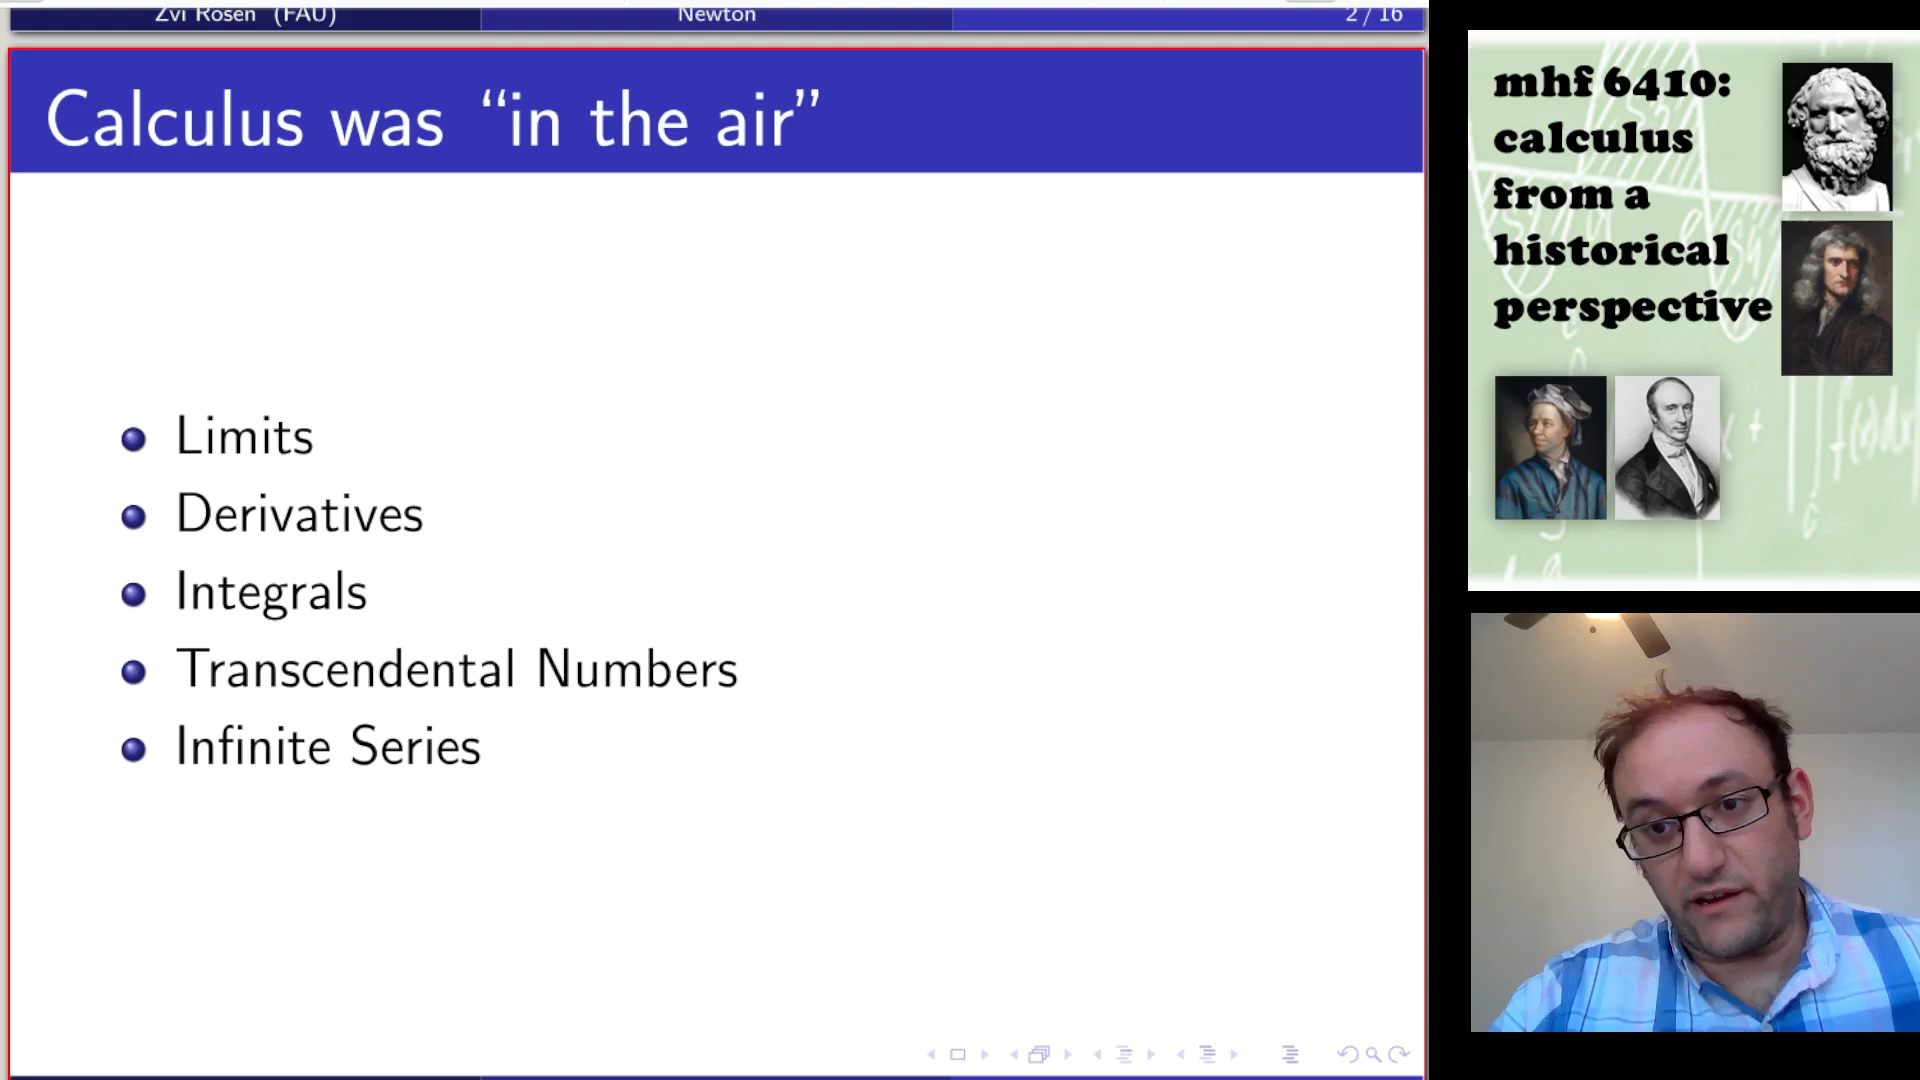 Zvi Rosen (FAU) Newton 2 / 16
Calculus was “in the air”
Limits
Derivatives
Integrals
Transcendental Numbers
Infinite Series
mhf 6410:
calculus
from a
historical
perspective